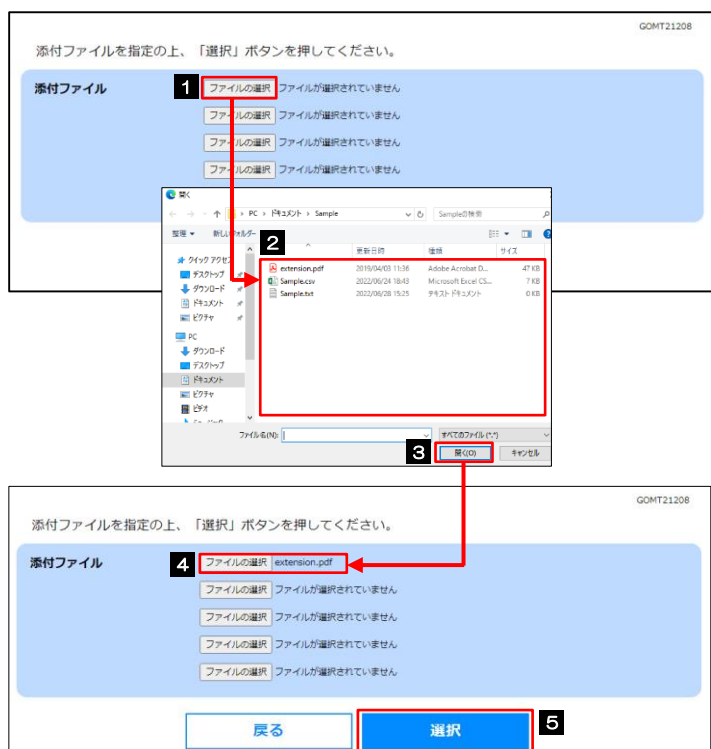 GOMT21208
添付ファイルを指定の上、「選択」ボタンを押してください。
添付ファイル
1 ファイルの選択 ファイルが選択されていません
ファイルの選択 ファイルが選択されていません
ファイルの選択 ファイルが選択されていません
ファイルの選択 ファイルが選択されていません
開く
PC › ドキュメント › Sample
Sampleの検索
整理 新しいフォルダー
2
更新日時 種類 サイズ
クイック アクセス
デスクトップ
ダウンロード
ドキュメント
ピクチャ
PC
ダウンロード
デスクトップ
ドキュメント
ピクチャ
ビデオ
extension.pdf 2019/04/03 11:36 Adobe Acrobat D... 47 KB
Sample.csv 2022/06/24 18:43 Microsoft Excel CS... 7 KB
Sample.txt 2022/06/28 15:25 テキスト ドキュメント 0 KB
ファイル名(N): すべてのファイル (*.*)
3 開く(O) キャンセル
GOMT21208
添付ファイルを指定の上、「選択」ボタンを押してください。
添付ファイル
4 ファイルの選択 extension.pdf
ファイルの選択 ファイルが選択されていません
ファイルの選択 ファイルが選択されていません
ファイルの選択 ファイルが選択されていません
ファイルの選択 ファイルが選択されていません
戻る 選択 5